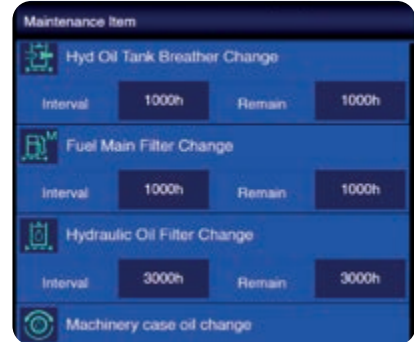 Maintenance Item
Hyd Oil Tank Breather Change
Interval 1000h Remain 1000h
M Fuel Main Filter Change
Interval 1000h Remain 1000h
Hydraulic Oil Filter Change
Interval 3000h Remain 3000h
Machinery case oil change